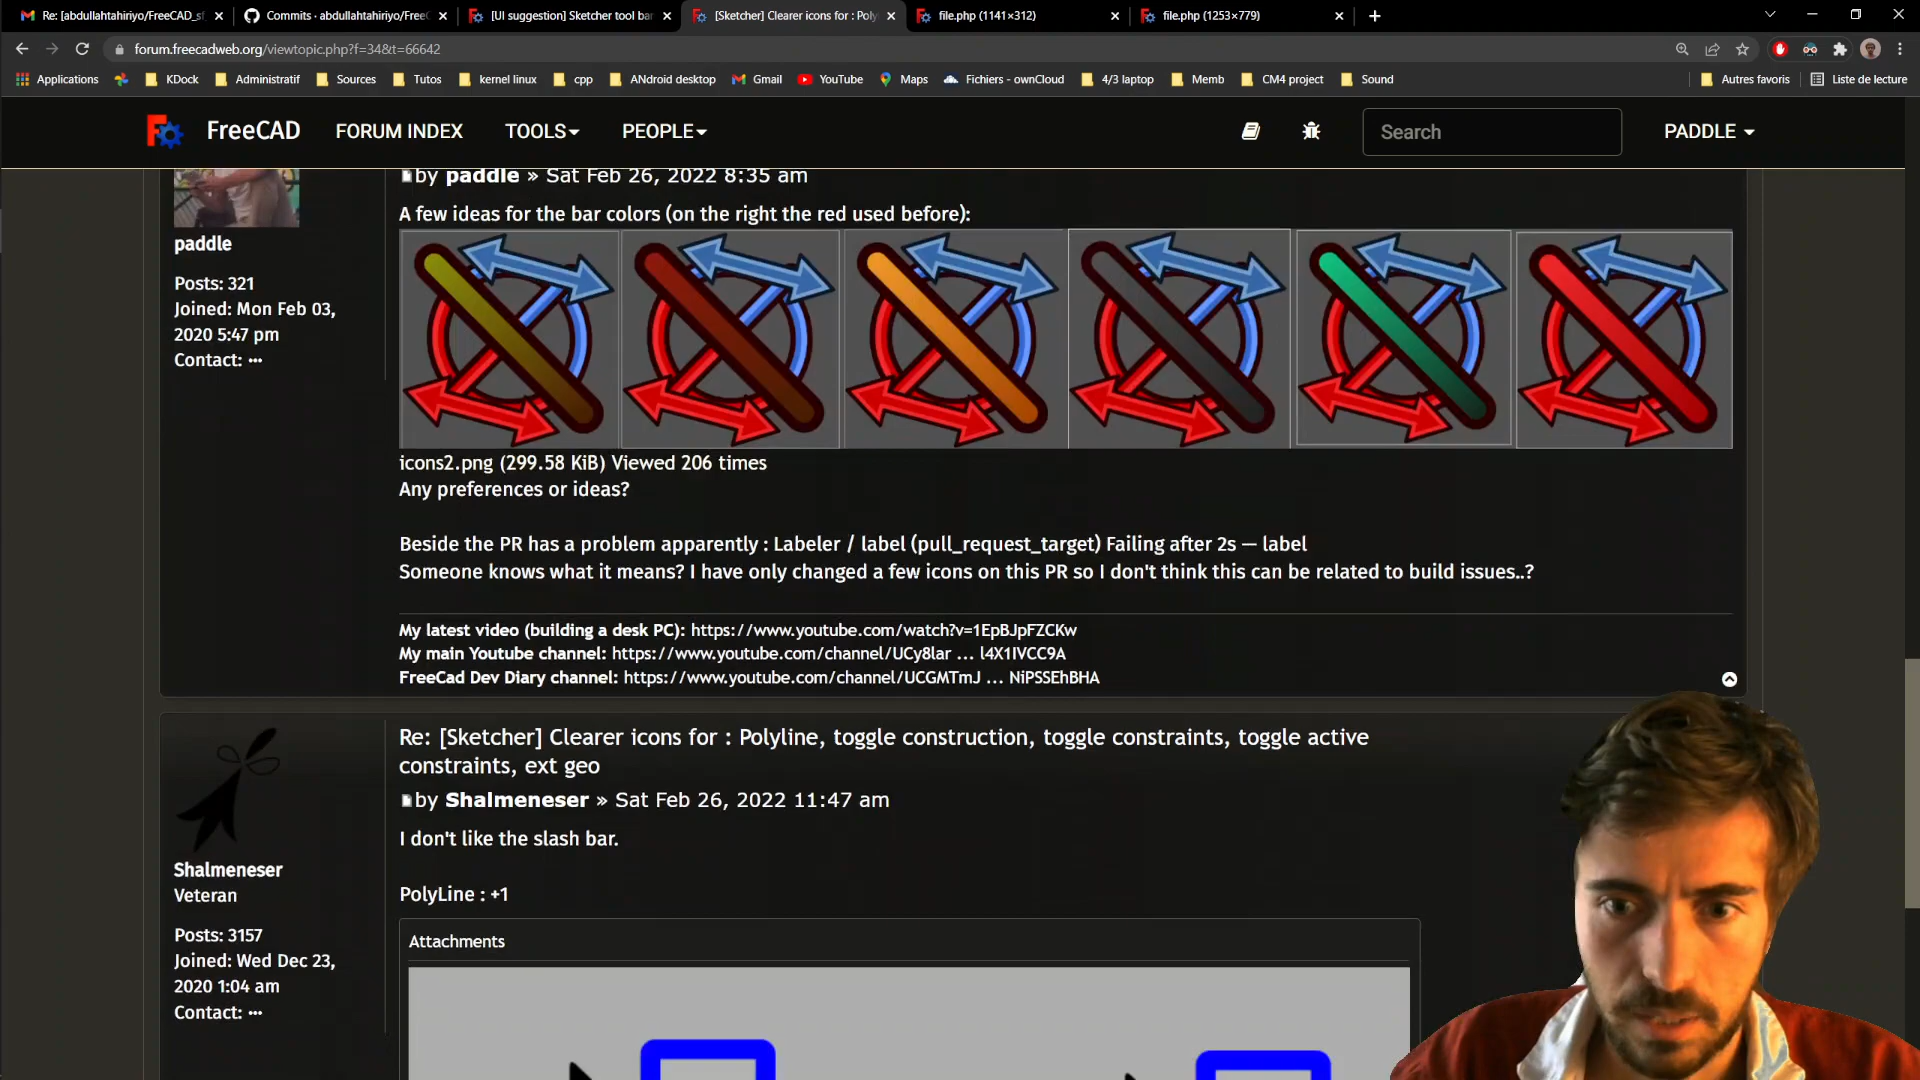 Re: [abdullahtahiriyo/FreeCAD_sf
Commits · abdullahtahiriyo/Free
[UI suggestion] Sketcher tool bar
[Sketcher] Clearer icons for : Poly
file.php (1141×312)
file.php (1253×779)
forum.freecadweb.org/viewtopic.php?f=34&t=66642
Applications
KDock
Administratif
Sources
Tutos
kernel linux
cpp
ANdroid desktop
Gmail
YouTube
Maps
Fichiers - ownCloud
4/3 laptop
Memb
CM4 project
Sound
Autres favoris
Liste de lecture
FreeCAD
FORUM INDEX
TOOLS
PEOPLE
Search
PADDLE
by paddle » Sat Feb 26, 2022 8:35 am
paddle
Posts: 321
Joined: Mon Feb 03,
2020 5:47 pm
Contact:
A few ideas for the bar colors (on the right the red used before):
icons2.png (299.58 KiB) Viewed 206 times
Any preferences or ideas?
Beside the PR has a problem apparently : Labeler / label (pull_request_target) Failing after 2s — label
Someone knows what it means? I have only changed a few icons on this PR so I don't think this can be related to build issues..?
My latest video (building a desk PC): https://www.youtube.com/watch?v=1EpBJpFZCKw
My main Youtube channel: https://www.youtube.com/channel/UCy8lar ... l4X1IVCC9A
FreeCad Dev Diary channel: https://www.youtube.com/channel/UCGMTmJ ... NiPSSEhBHA
Re: [Sketcher] Clearer icons for : Polyline, toggle construction, toggle constraints, toggle active
constraints, ext geo
by Shalmeneser » Sat Feb 26, 2022 11:47 am
Shalmeneser
Veteran
Posts: 3157
Joined: Wed Dec 23,
2020 1:04 am
Contact:
I don't like the slash bar.
PolyLine : +1
Attachments